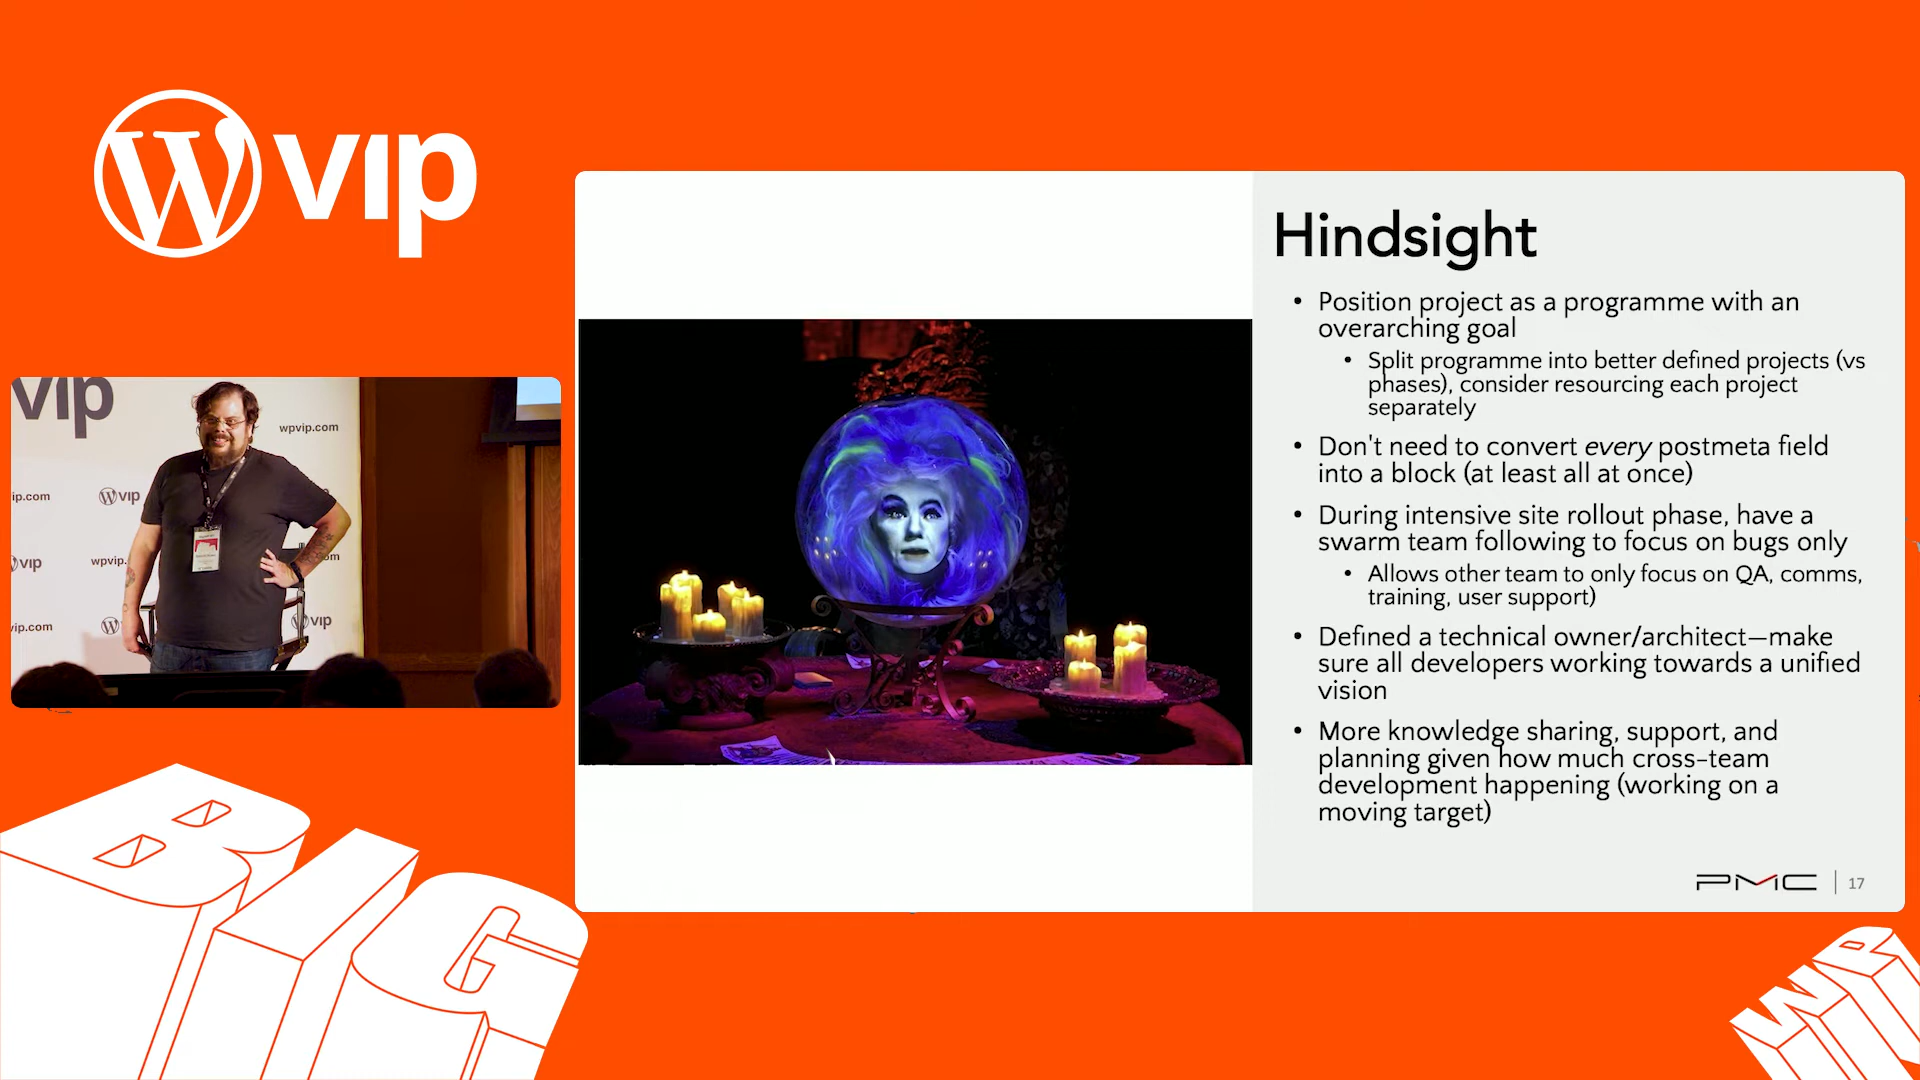 W vip
vip
wpvip.com
ip.com
W vip
vip
wpvip.
om
ip.com
W
vip
Hindsight
• Position project as a programme with an
overarching goal
• Split programme into better defined projects (vs
phases), consider resourcing each project
separately
• Don't need to convert every postmeta field
into a block (at least all at once)
• During intensive site rollout phase, have a
swarm team following to focus on bugs only
• Allows other team to only focus on QA, comms,
training, user support)
• Defined a technical owner/architect—make
sure all developers working towards a unified
vision
• More knowledge sharing, support, and
planning given how much cross-team
development happening (working on a
moving target)
PMC | 17
BIG
WP